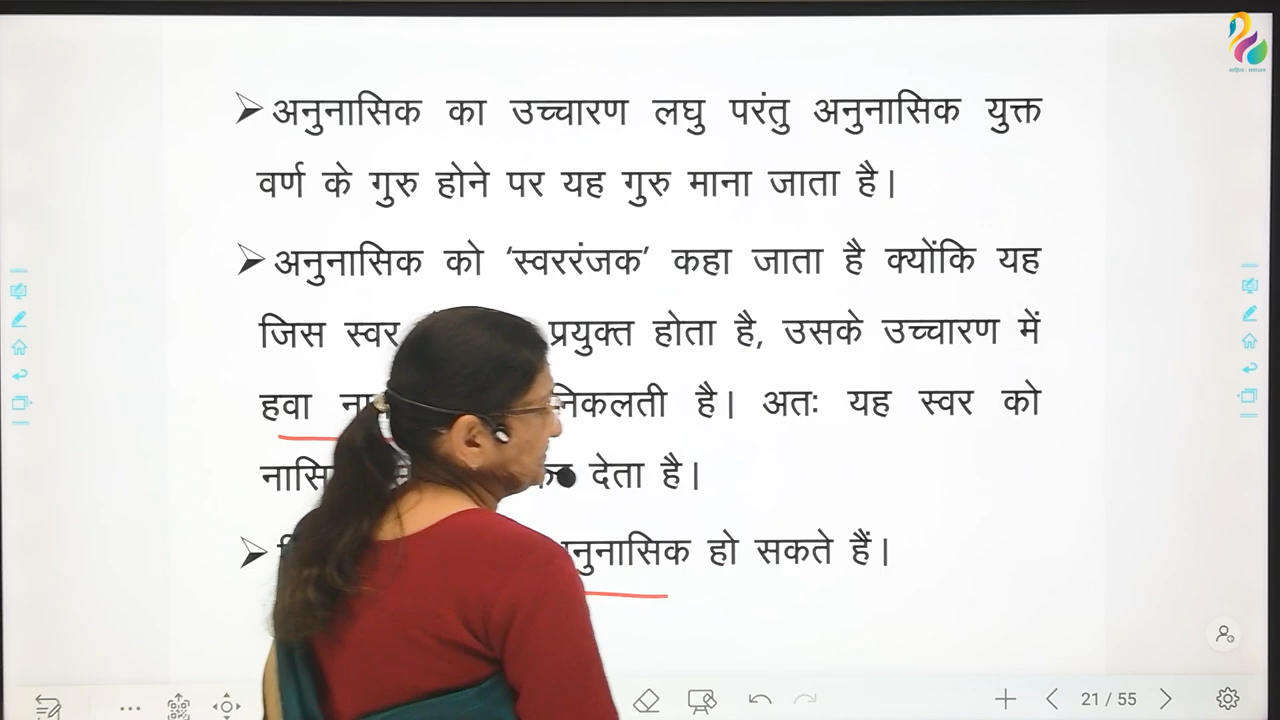 अनुनासिक का उच्चारण लघु परंतु अनुनासिक युक्त
वर्ण के गुरु होने पर यह गुरु माना जाता है।
अनुनासिक को ‘स्वररंजक’ कहा जाता है क्योंकि यह
जिस स्वर प्रयुक्त होता है, उसके उच्चारण में
हवा निकलती है। अतः यह स्वर को
देता है।
हो सकते हैं।
21 / 55